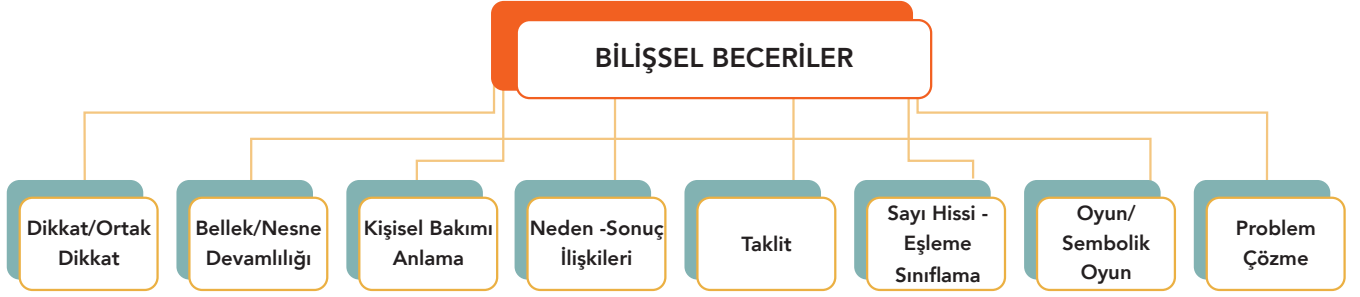 BİLİŞSEL BECERİLER
Dikkat/Ortak
Dikkat
Bellek/Nesne
Devamlılığı
Kişisel Bakımı
Anlama
Neden -Sonuç
İlişkileri
Taklit
Sayı Hissi -
Eşleme
Sınıflama
Oyun/
Sembolik
Oyun
Problem
Çözme